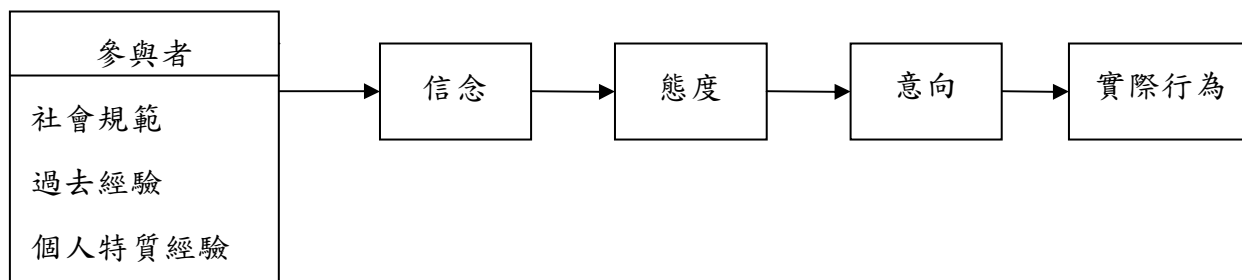 參與者
社會規範
過去經驗
個人特質經驗
信念
態度
意向
實際行為